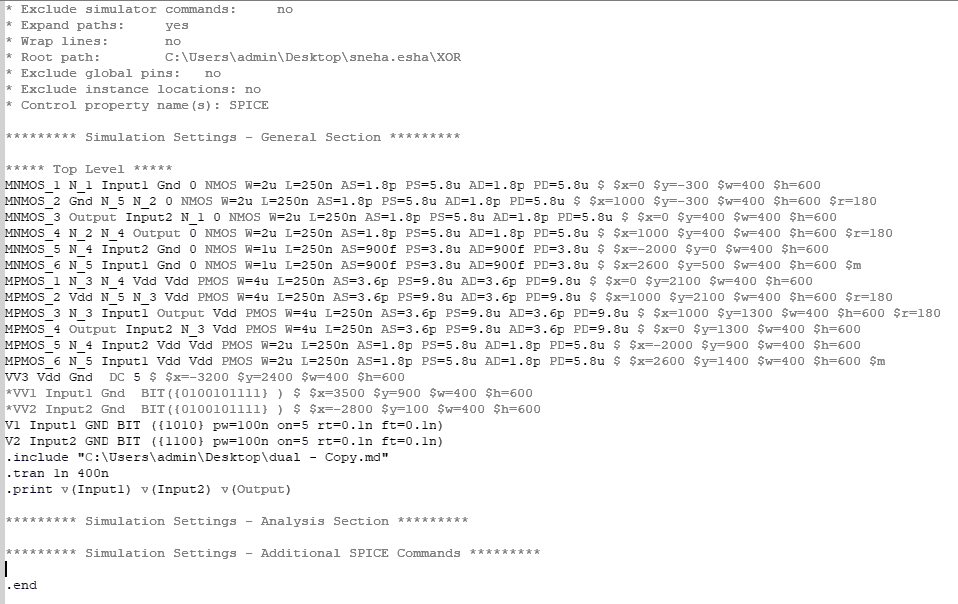 * Exclude simulator commands:     no
* Expand paths:     yes
* Wrap lines:       no
* Root path:        C:\Users\admin\Desktop\sneha.esha\XOR
* Exclude global pins:   no
* Exclude instance locations: no
* Control property name(s): SPICE
********* Simulation Settings - General Section *********
***** Top Level *****
MNMOS_1 N_1 Input1 Gnd 0 NMOS W=2u L=250n AS=1.8p PS=5.8u AD=1.8p PD=5.8u $ $x=0 $y=-300 $w=400 $h=600
MNMOS_2 Gnd N_5 N_2 0 NMOS W=2u L=250n AS=1.8p PS=5.8u AD=1.8p PD=5.8u $ $x=1000 $y=-300 $w=400 $h=600 $r=180
MNMOS_3 Output Input2 N_1 0 NMOS W=2u L=250n AS=1.8p PS=5.8u AD=1.8p PD=5.8u $ $x=0 $y=400 $w=400 $h=600
MNMOS_4 N_2 N_4 Output 0 NMOS W=2u L=250n AS=1.8p PS=5.8u AD=1.8p PD=5.8u $ $x=1000 $y=400 $w=400 $h=600 $r=180
MNMOS_5 N_4 Input2 Gnd 0 NMOS W=1u L=250n AS=900f PS=3.8u AD=900f PD=3.8u $ $x=-2000 $y=0 $w=400 $h=600
MNMOS_6 N_5 Input1 Gnd 0 NMOS W=1u L=250n AS=900f PS=3.8u AD=900f PD=3.8u $ $x=2600 $y=500 $w=400 $h=600 $m
MPMOS_1 N_3 N_4 Vdd Vdd PMOS W=4u L=250n AS=3.6p PS=9.8u AD=3.6p PD=9.8u $ $x=0 $y=2100 $w=400 $h=600
MPMOS_2 Vdd N_5 N_3 Vdd PMOS W=4u L=250n AS=3.6p PS=9.8u AD=3.6p PD=9.8u $ $x=1000 $y=2100 $w=400 $h=600 $r=180
MPMOS_3 N_3 Input1 Output Vdd PMOS W=4u L=250n AS=3.6p PS=9.8u AD=3.6p PD=9.8u $ $x=1000 $y=1300 $w=400 $h=600 $r=180
MPMOS_4 Output Input2 N_3 Vdd PMOS W=4u L=250n AS=3.6p PS=9.8u AD=3.6p PD=9.8u $ $x=0 $y=1300 $w=400 $h=600
MPMOS_5 N_4 Input2 Vdd Vdd PMOS W=2u L=250n AS=1.8p PS=5.8u AD=1.8p PD=5.8u $ $x=-2000 $y=900 $w=400 $h=600
MPMOS_6 N_5 Input1 Vdd Vdd PMOS W=2u L=250n AS=1.8p PS=5.8u AD=1.8p PD=5.8u $ $x=2600 $y=1400 $w=400 $h=600 $m
VV3 Vdd Gnd  DC 5 $ $x=-3200 $y=2400 $w=400 $h=600
*VV1 Input1 Gnd  BIT({0100101111} ) $ $x=3500 $y=900 $w=400 $h=600
*VV2 Input2 Gnd  BIT({0100101111} ) $ $x=-2800 $y=100 $w=400 $h=600
V1 Input1 GND BIT ({1010} pw=100n on=5 rt=0.1n ft=0.1n)
V2 Input2 GND BIT ({1100} pw=100n on=5 rt=0.1n ft=0.1n)
.include "C:\Users\admin\Desktop\dual - Copy.md"
.tran 1n 400n
.print v(Input1) v(Input2) v(Output)
********* Simulation Settings - Analysis Section *********
********* Simulation Settings - Additional SPICE Commands *********
.end